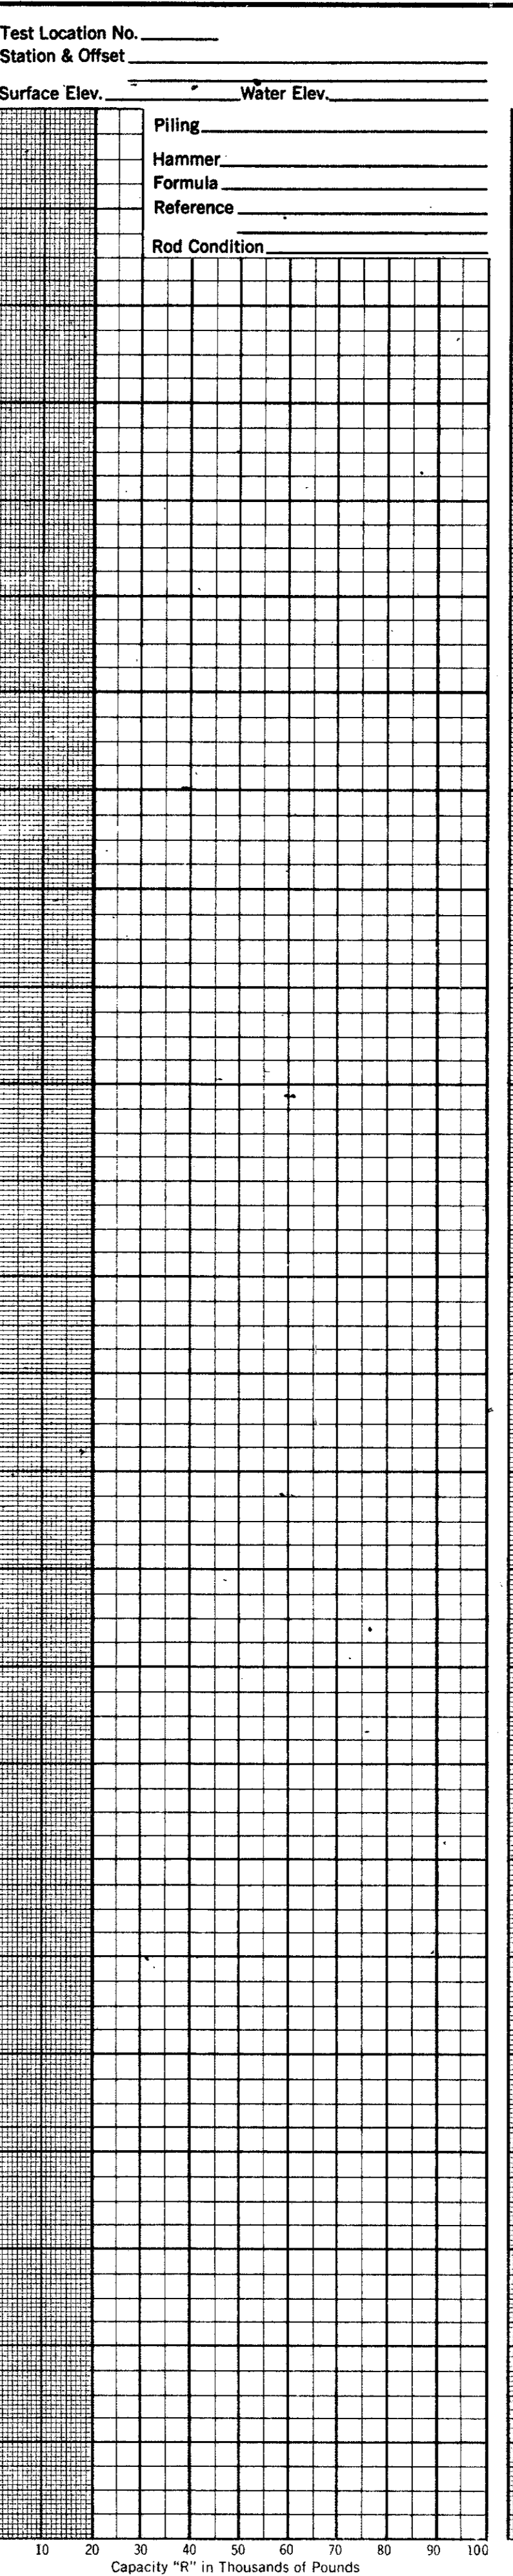 Test Location No.
Station & Offset
Surface Elev. Water Elev.
Piling
Hammer
Formula
Reference
Rod Condition
10 20 30 40 50 60 70 80 90 100
Capacity "R" in Thousands of Pounds